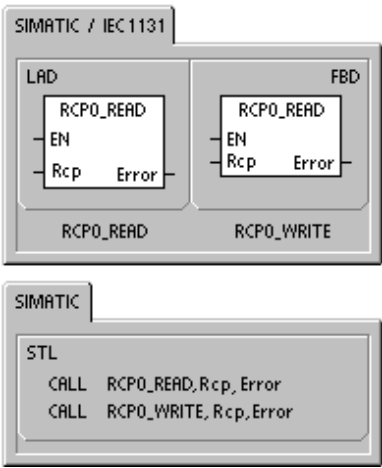 SIMATIC / IEC1131
LAD FBD
RCP0_READ RCP0_READ
EN EN
Rcp Error Rcp Error
RCP0_READ RCP0_WRITE
SIMATIC
STL
CALL RCP0_READ, Rcp, Error
CALL RCP0_WRITE, Rcp, Error